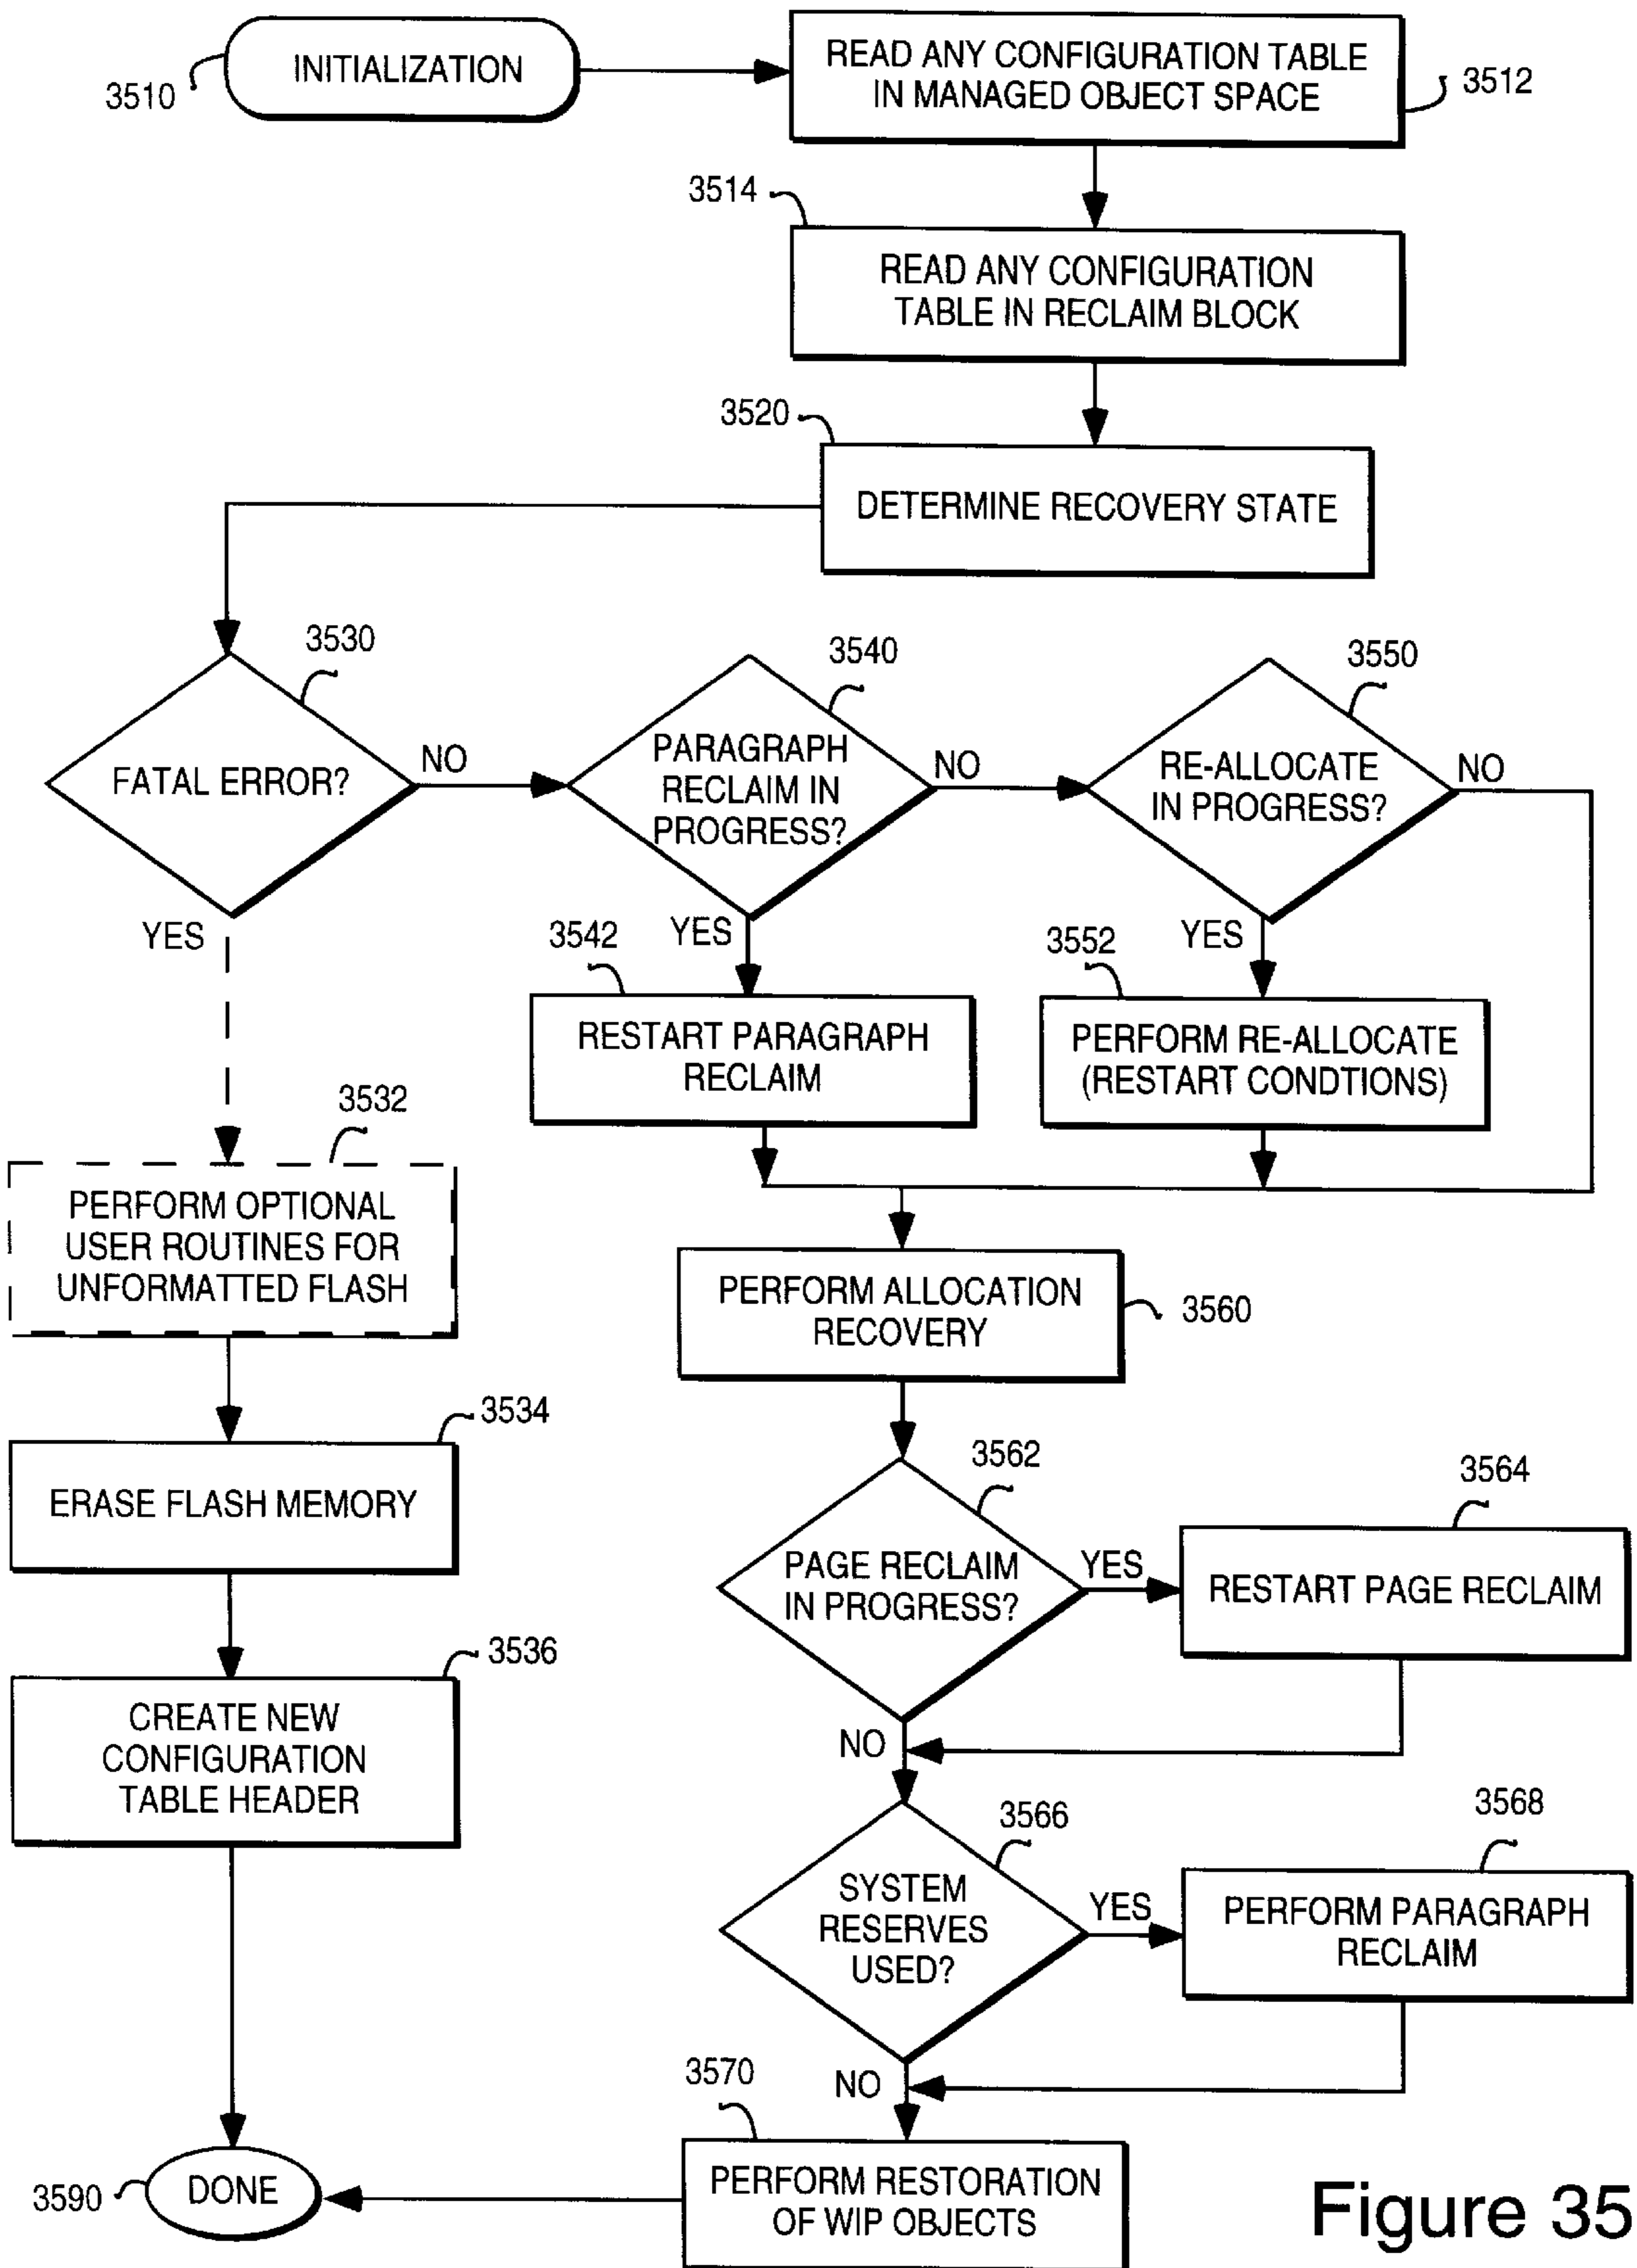 INITIALIZATION
3510
READ ANY CONFIGURATION TABLE
IN MANAGED OBJECT SPACE
3512
3514
READ ANY CONFIGURATION
TABLE IN RECLAIM BLOCK
3520
DETERMINE RECOVERY STATE
3530
FATAL ERROR?
NO
YES
3540
PARAGRAPH
RECLAIM IN
PROGRESS?
NO
YES
3550
RE-ALLOCATE
IN PROGRESS?
NO
YES
3542
RESTART PARAGRAPH
RECLAIM
3552
PERFORM RE-ALLOCATE
(RESTART CONDTIONS)
3532
PERFORM OPTIONAL
USER ROUTINES FOR
UNFORMATTED FLASH
PERFORM ALLOCATION
RECOVERY
3560
3534
ERASE FLASH MEMORY
3562
PAGE RECLAIM
IN PROGRESS?
YES
NO
3564
RESTART PAGE RECLAIM
3536
CREATE NEW
CONFIGURATION
TABLE HEADER
3566
SYSTEM
RESERVES
USED?
YES
NO
3568
PERFORM PARAGRAPH
RECLAIM
3570
PERFORM RESTORATION
OF WIP OBJECTS
3590
DONE
Figure 35